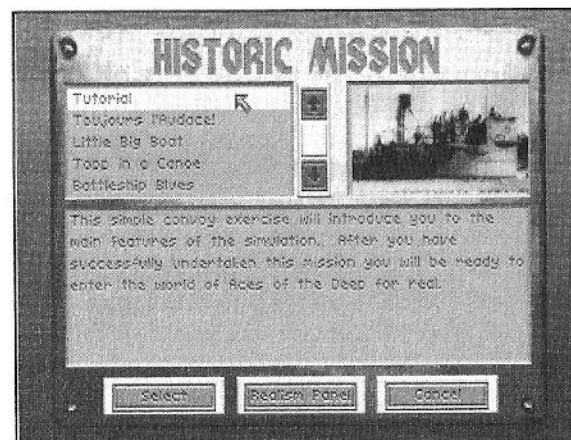 HISTORIC MISSION
Tutorial
Toujours l'Audace!
Little Big Boat
Topp in a Canoe
Battleship Blues
This simple convoy exercise will introduce you to the
main features of the simulation. After you have
successfully undertaken this mission you will be ready to
enter the world of Aces of the Deep for real.
Select
Realism Panel
Cancel